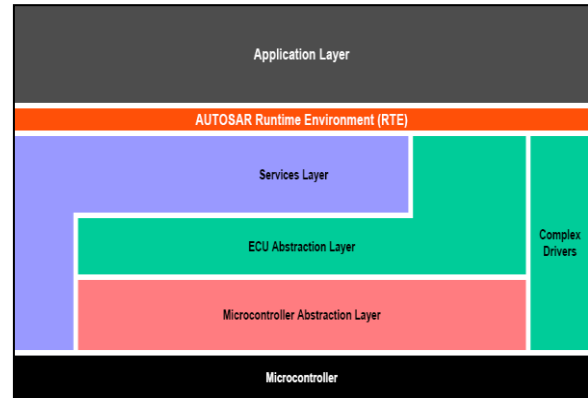 Application Layer
AUTOSAR Runtime Environment (RTE)
Services Layer
ECU Abstraction Layer
Complex
Drivers
Microcontroller Abstraction Layer
Microcontroller